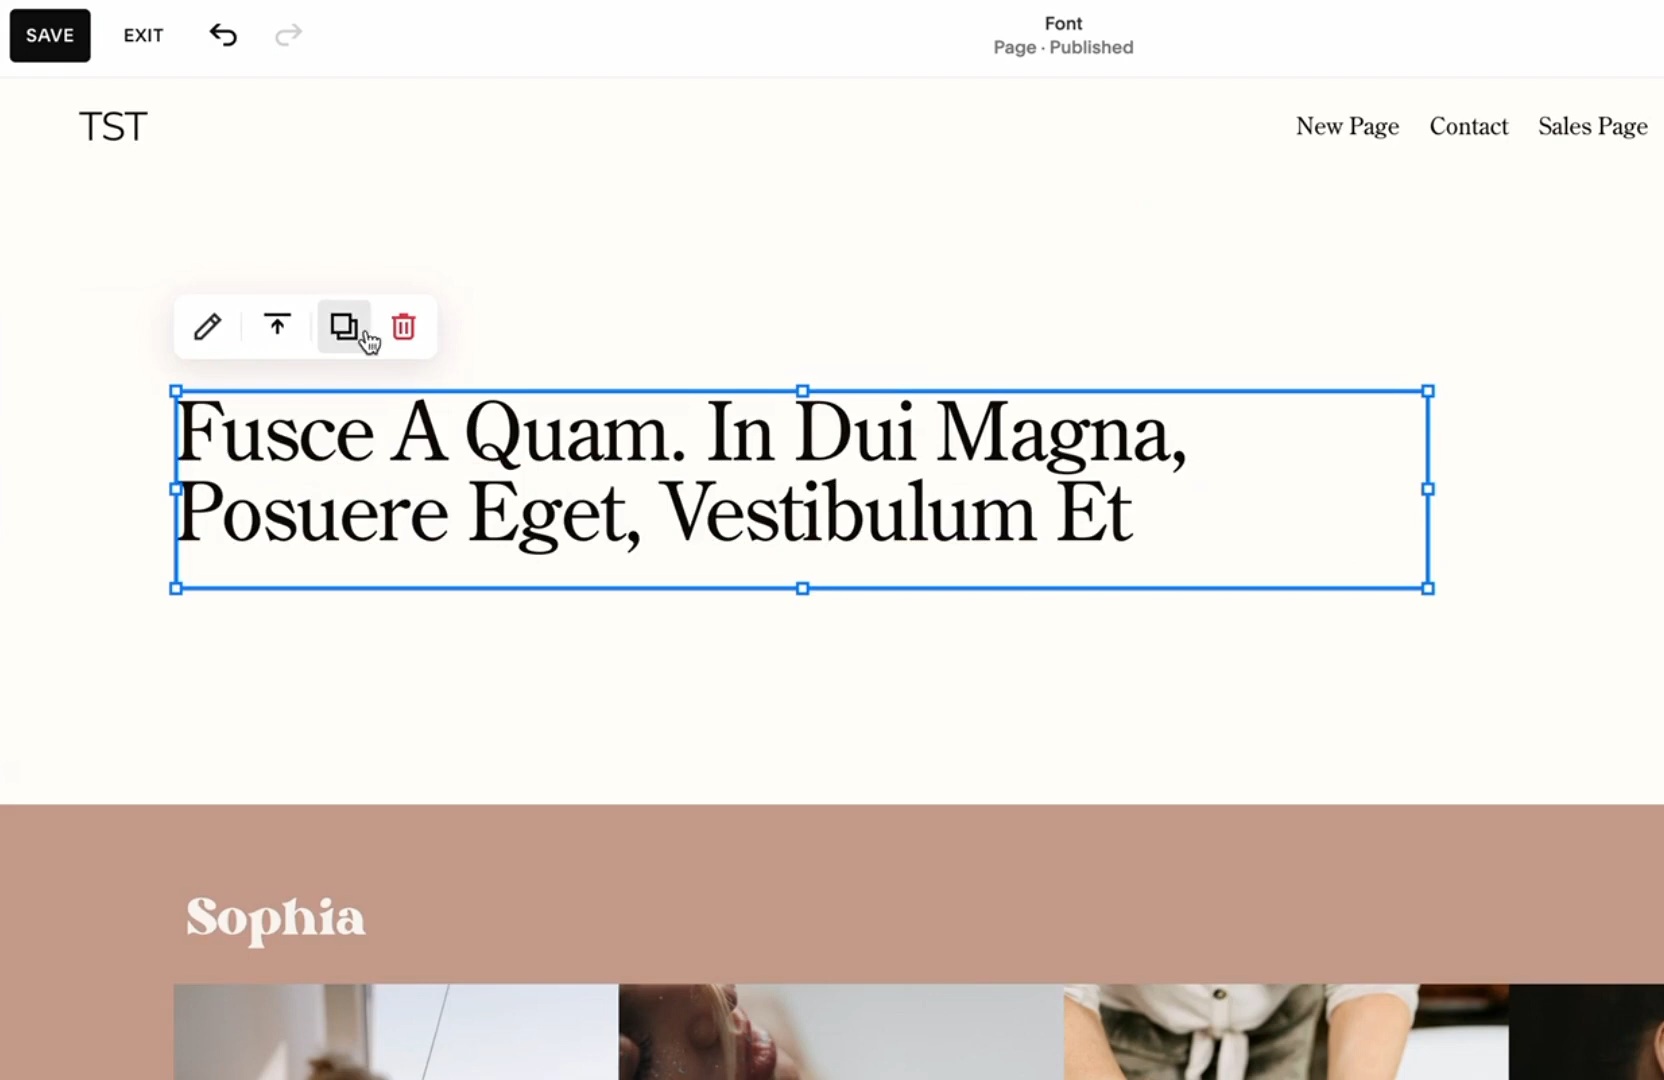 SAVE EXIT
Font
Page · Published
TST
New Page Contact Sales Page
Fusce A Quam. In Dui Magna,
Posuere Eget, Vestibulum Et
Sophia